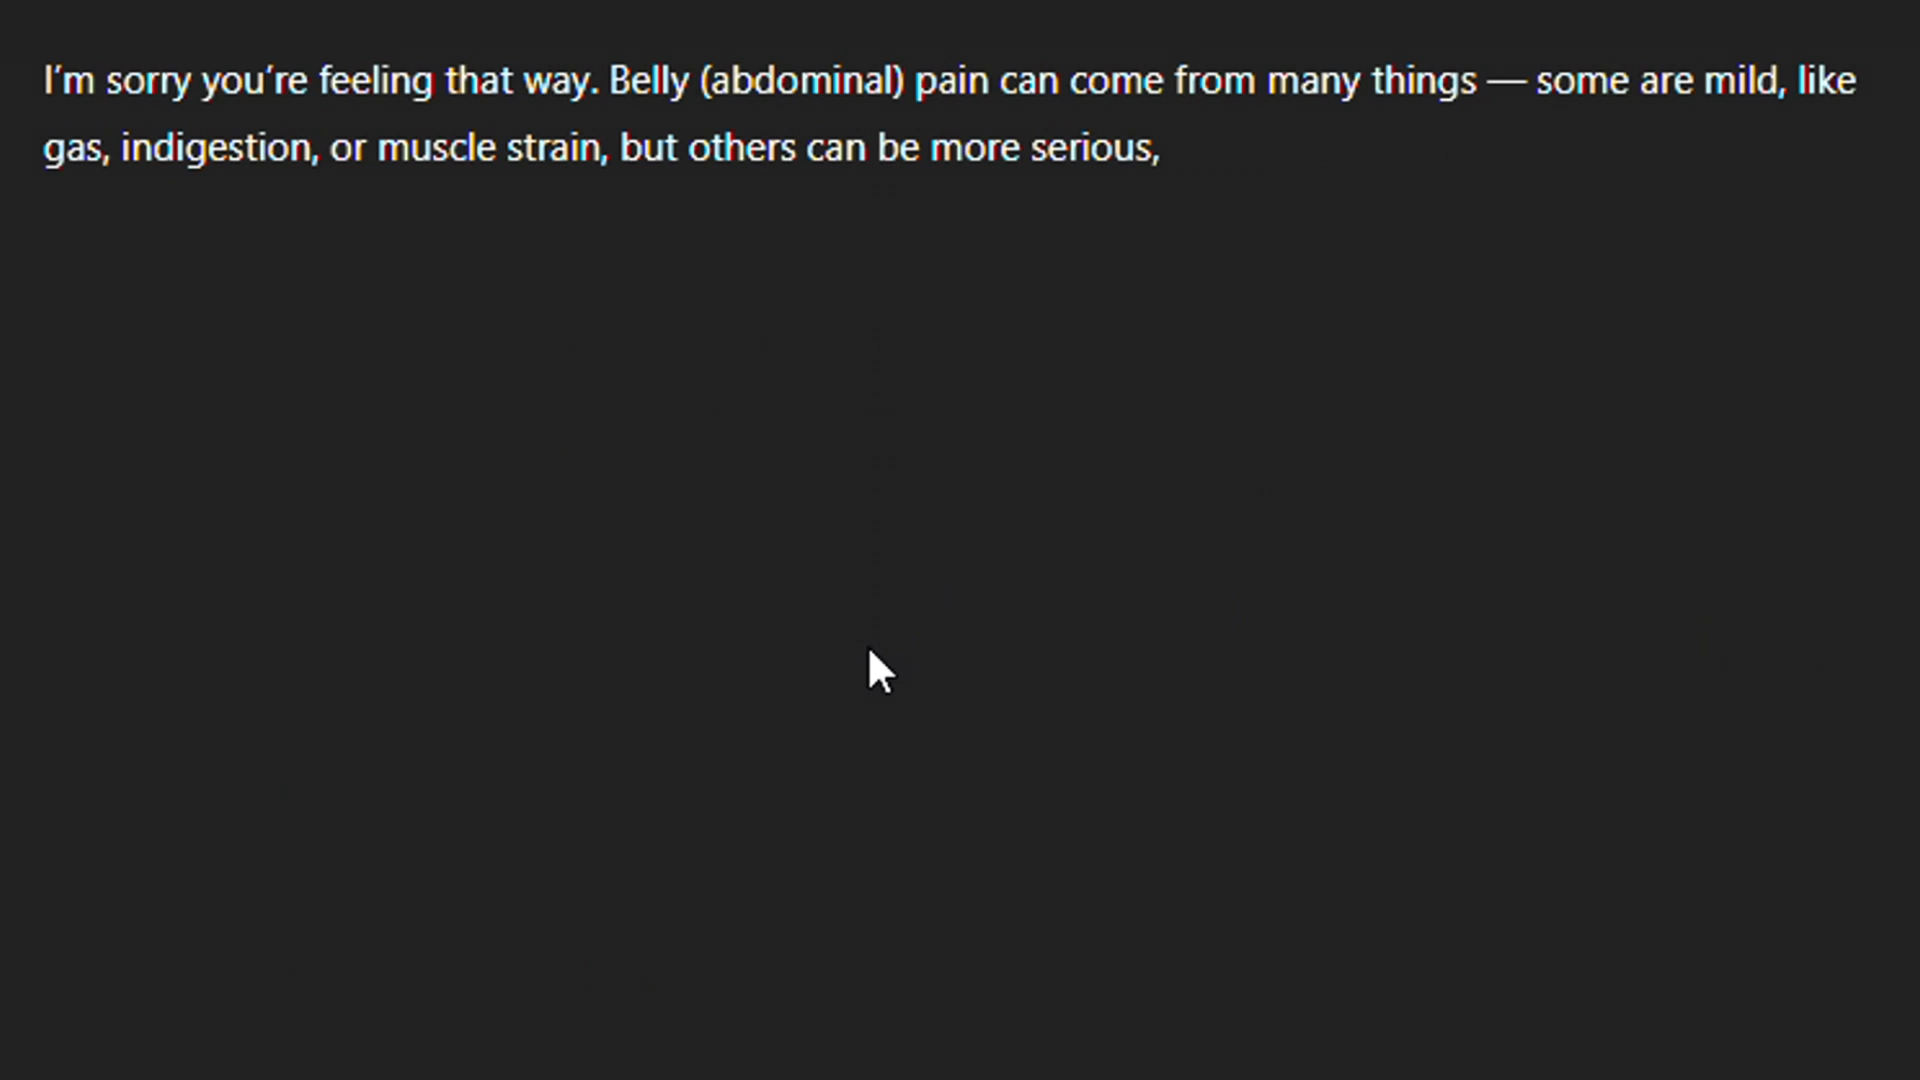 I’m sorry you’re feeling that way. Belly (abdominal) pain can come from many things — some are mild, like
gas, indigestion, or muscle strain, but others can be more serious,